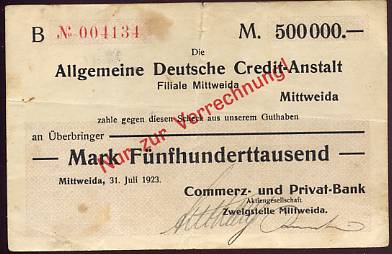 B № 004134 M. 500000.—
Die
Allgemeine Deutsche Credit-Anstalt
Filiale Mittweida
Mittweida
zahle gegen diesen Scheck aus unserem Guthaben
an Überbringer
Nur zur Verrechnung!
— Mark Fünfhunderttausend —
Mittweida, 31. Juli 1923.
Commerz- und Privat-Bank
Aktiengesellschaft
Zweigstelle Mittweida.